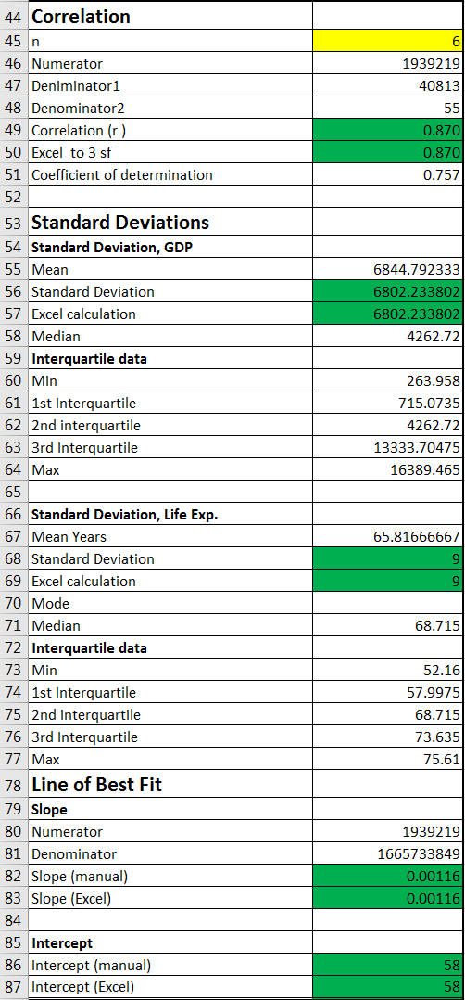 44 Correlation
45 n 6
46 Numerator 1939219
47 Deniminator1 40813
48 Denominator2 55
49 Correlation (r ) 0.870
50 Excel  to 3 sf 0.870
51 Coefficient of determination 0.757
52
53 Standard Deviations
54 Standard Deviation, GDP
55 Mean 6844.792333
56 Standard Deviation 6802.233802
57 Excel calculation 6802.233802
58 Median 4262.72
59 Interquartile data
60 Min 263.958
61 1st Interquartile 715.0735
62 2nd interquartile 4262.72
63 3rd Interquartile 13333.70475
64 Max 16389.465
65
66 Standard Deviation, Life Exp.
67 Mean Years 65.81666667
68 Standard Deviation 9
69 Excel calculation 9
70 Mode
71 Median 68.715
72 Interquartile data
73 Min 52.16
74 1st Interquartile 57.9975
75 2nd interquartile 68.715
76 3rd Interquartile 73.635
77 Max 75.61
78 Line of Best Fit
79 Slope
80 Numerator 1939219
81 Denominator 1665733849
82 Slope (manual) 0.00116
83 Slope (Excel) 0.00116
84
85 Intercept
86 Intercept (manual) 58
87 Intercept (Excel) 58